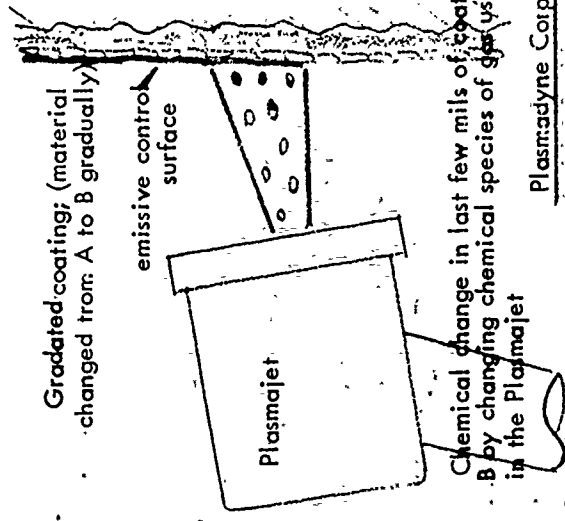 Gradated coating; (material
changed from A to B gradually)
emissive control
surface
Plasmajet
Chemical change in last few mils of coat
B by changing chemical species of gas us
in the Plasmajet
Plasmadyne Corp